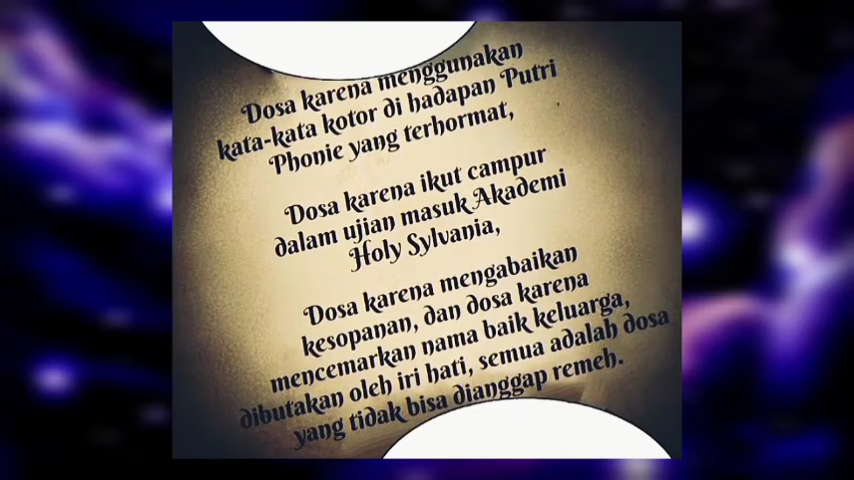 Dosa karena menggunakan
kata-kata kotor di hadapan Putri
Phonie yang terhormat,
Dosa karena ikut campur
dalam ujian masuk Akademi
Holy Sylvania,
Dosa karena mengabaikan
kesopanan, dan dosa karena
mencemarkan nama baik keluarga,
dibutakan oleh iri hati, semua adalah dosa
yang tidak bisa dianggap remeh.